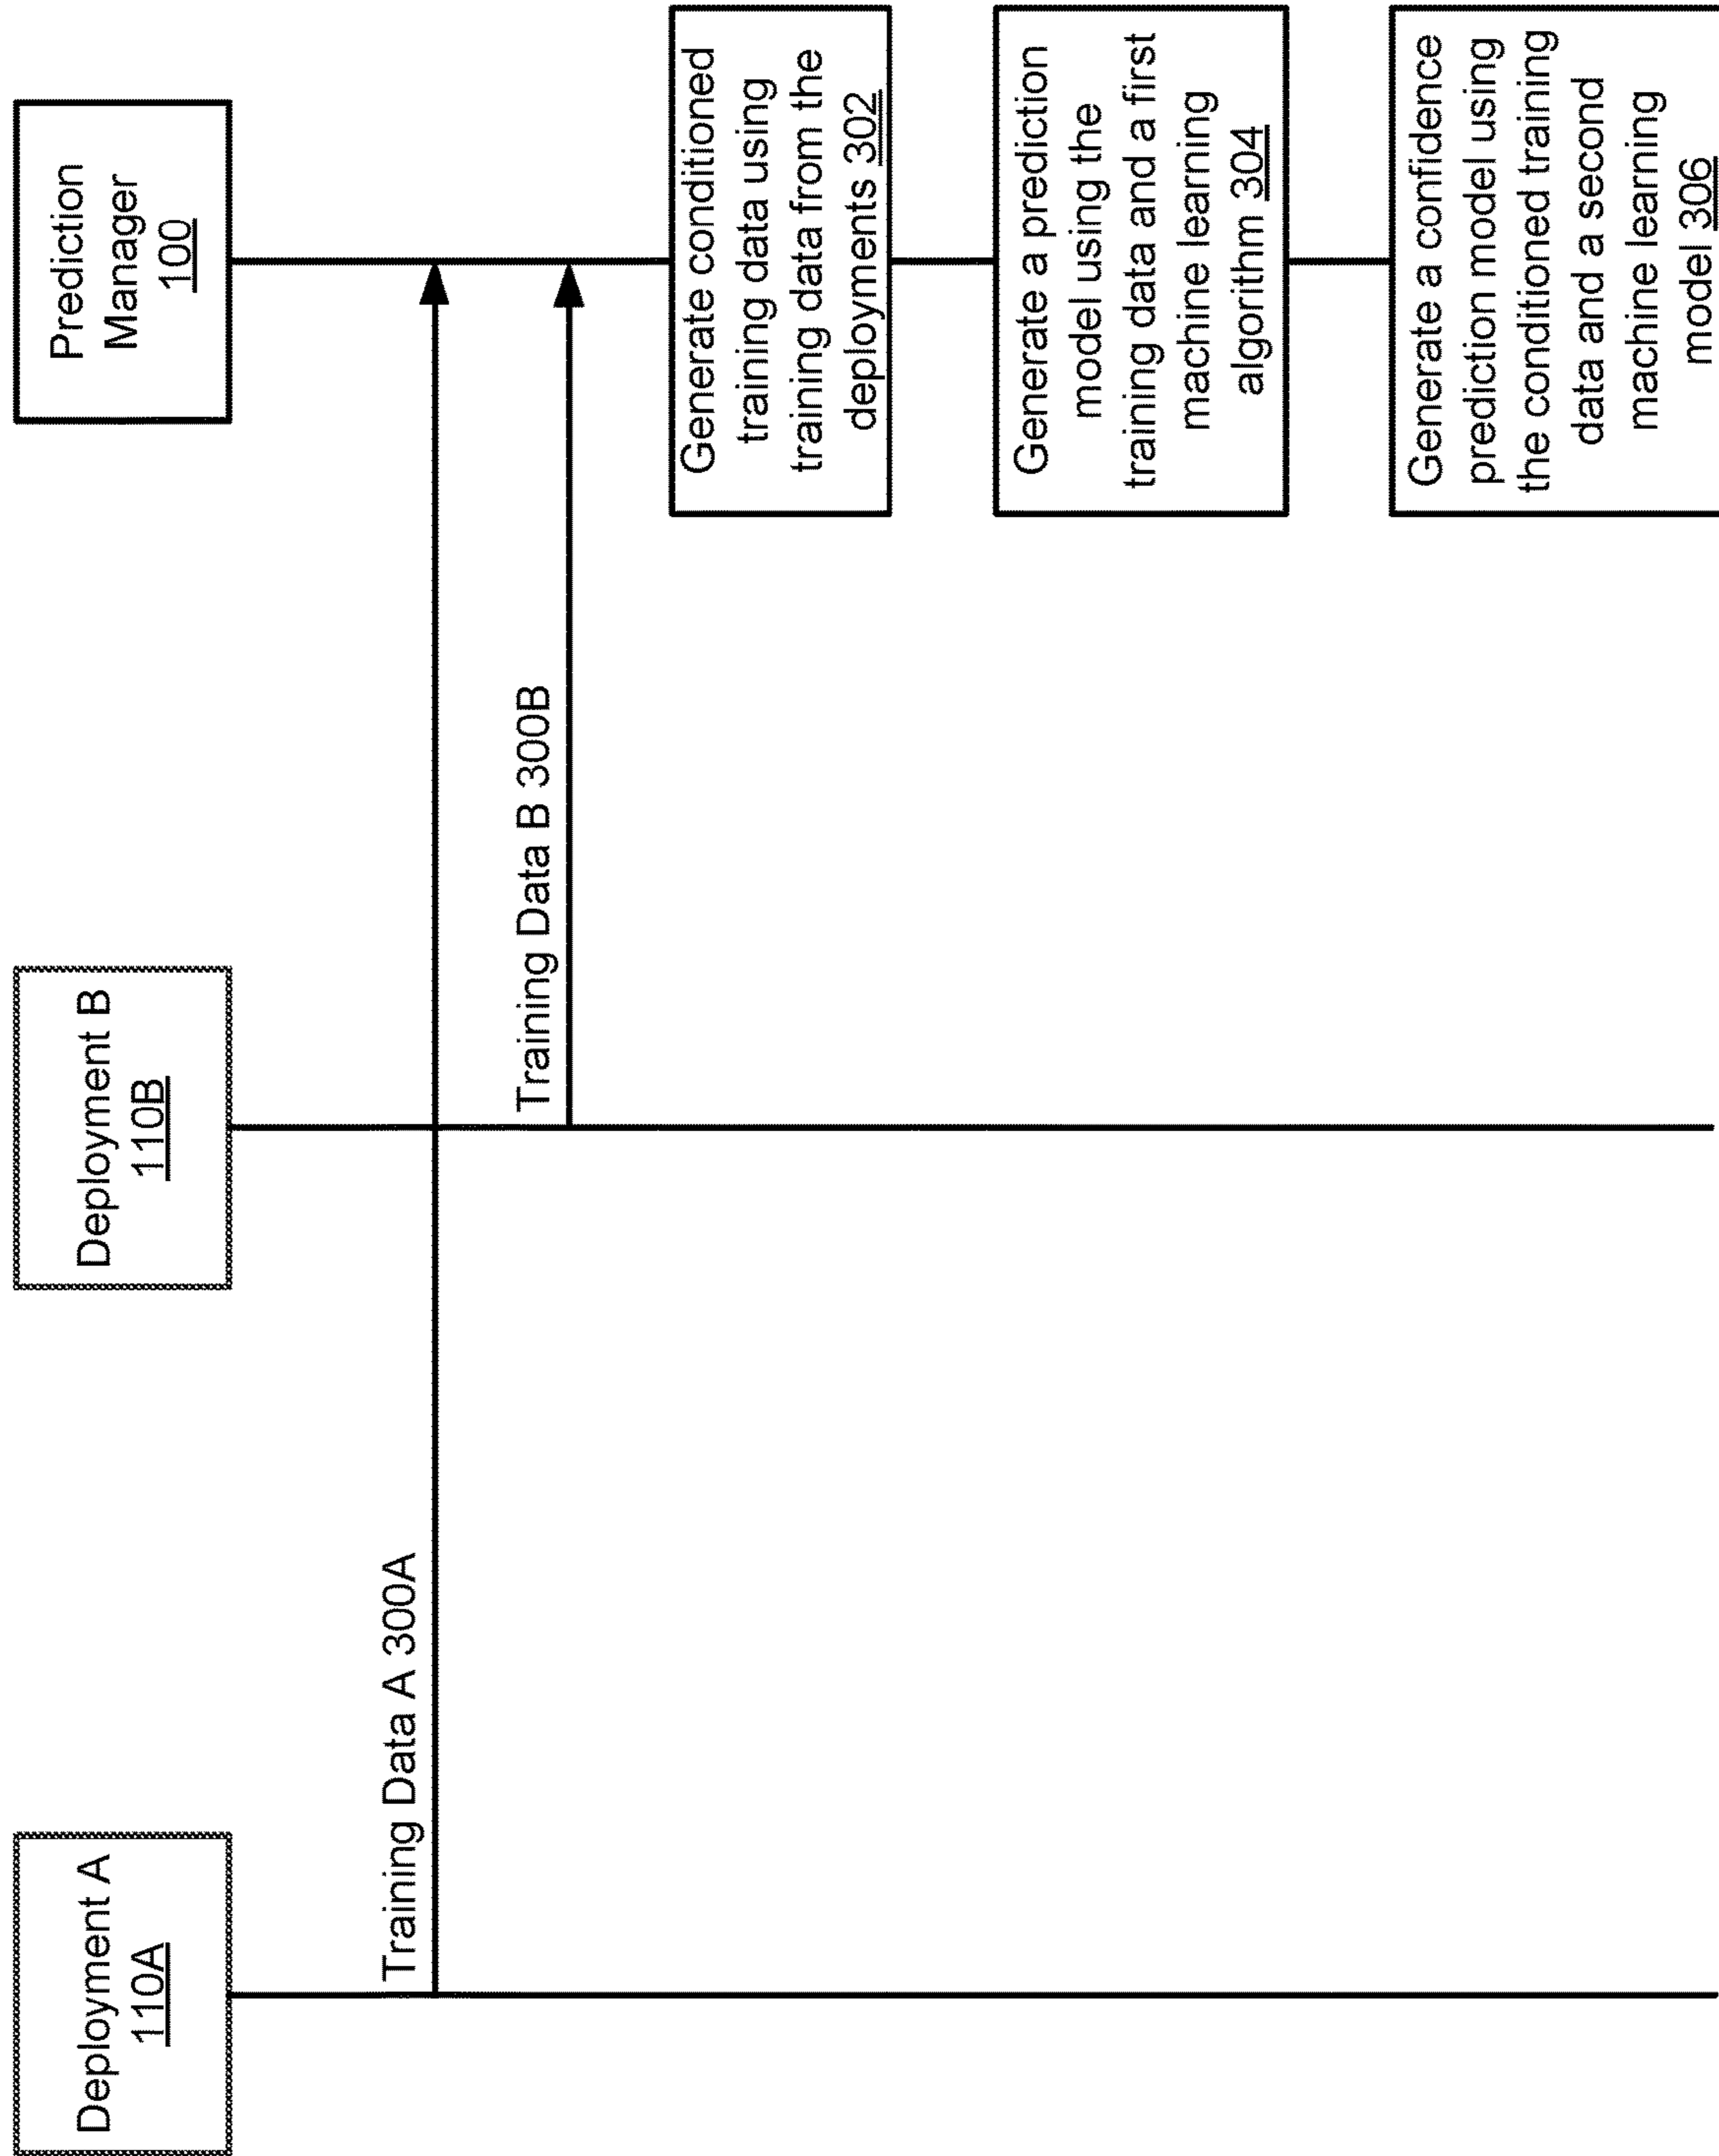 Deployment A
110A
Deployment B
110B
Prediction
Manager
100
Training Data A 300A
Training Data B 300B
Generate conditioned
training data using
training data from the
deployments 302
Generate a prediction
model using the
training data and a first
machine learning
algorithm 304
Generate a confidence
prediction model using
the conditioned training
data and a second
machine learning
model 306